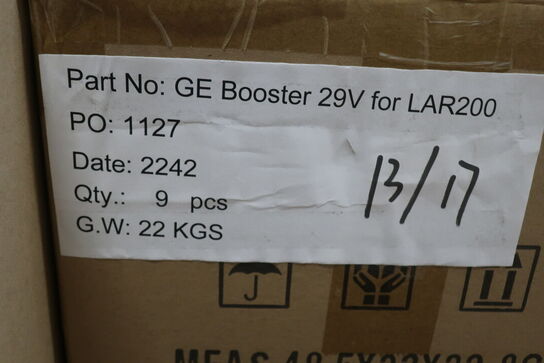 Part No: GE Booster 29V for LAR200
PO: 1127
Date: 2242
13/17
Qty.: 9 pcs
G.W: 22 KGS